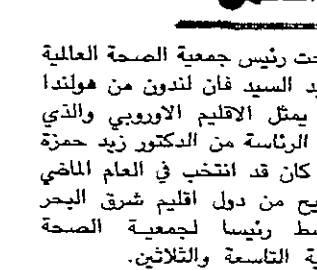 رئيس جمعية الصحة العالمية
السيد فان لندون من هولندا
يمثل الاقليم الاوروبي والذي
الرئاسة من الدكتور زيد حمزة
كان قد انتخب في العام الماضي
من دول اقليم شرق البحر
رئيسا لجمعية الصحة
التاسعة والثلاثين.